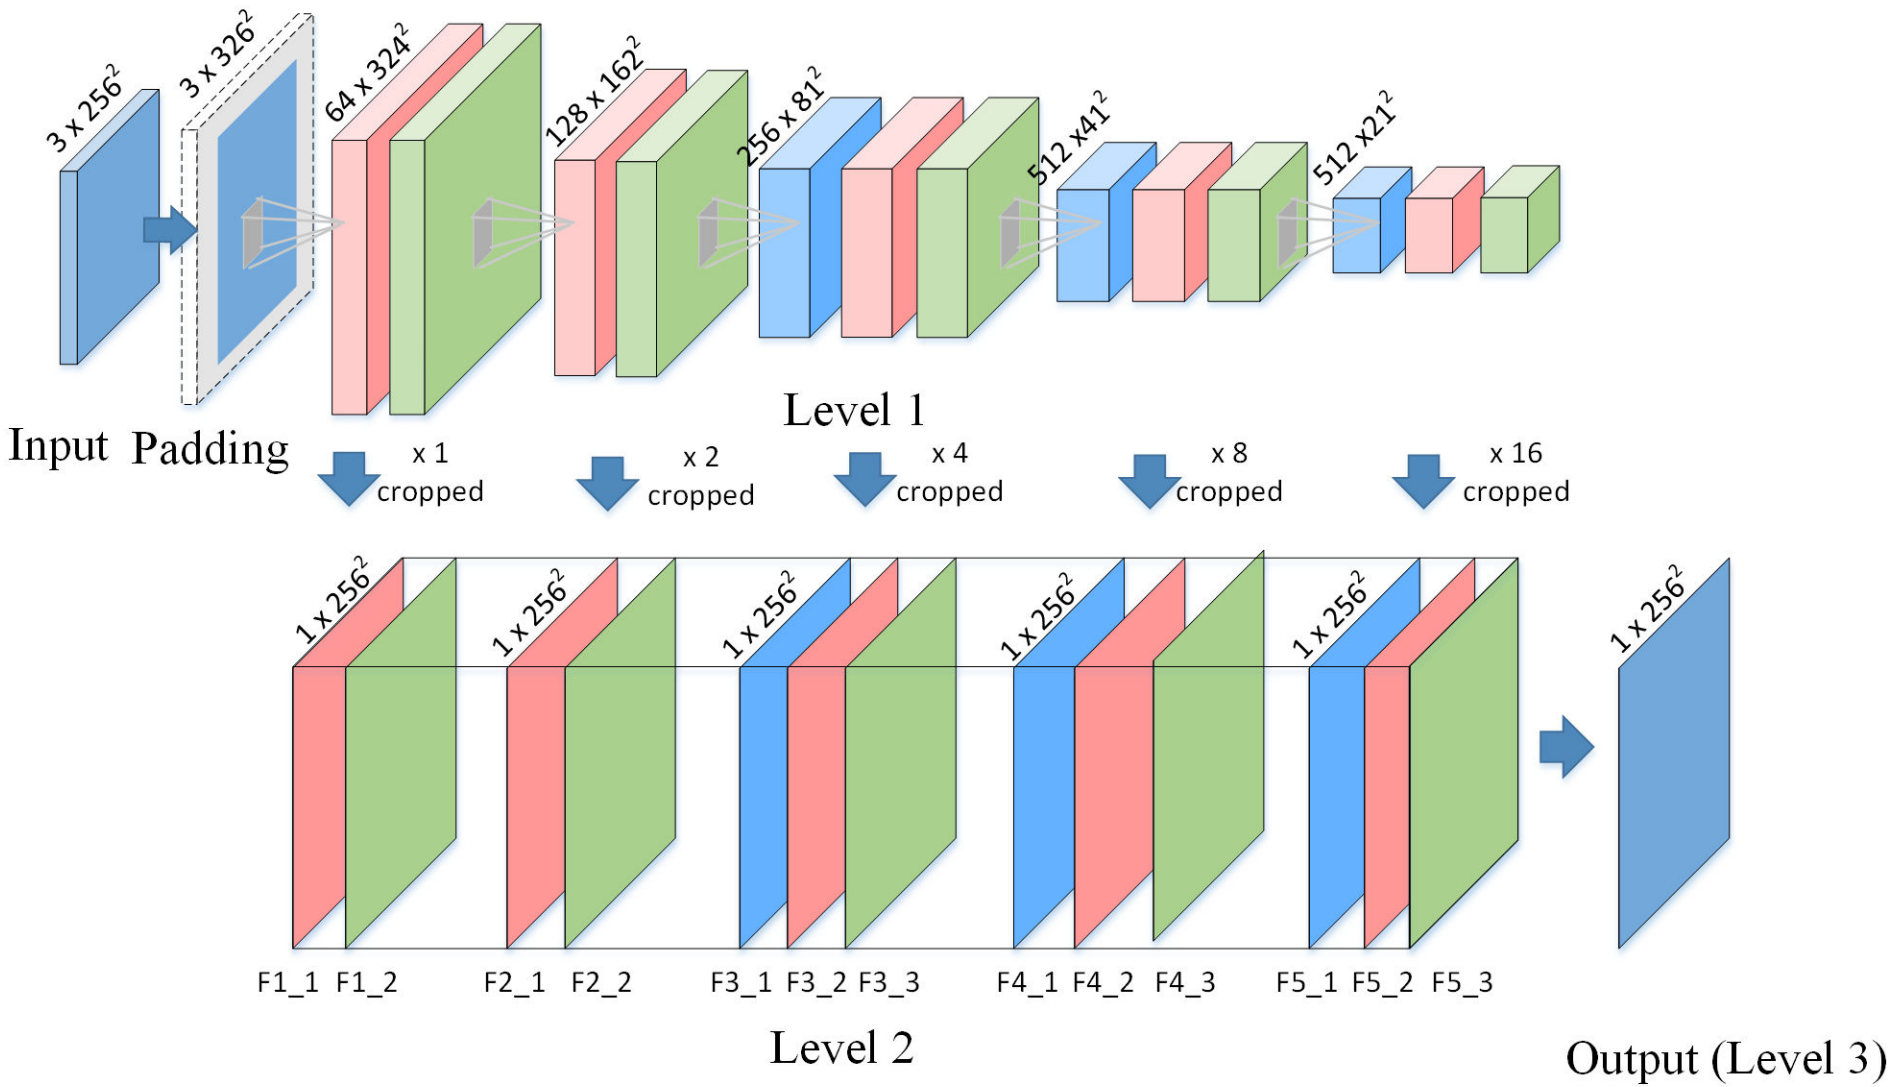 3 x 256²
3 x 326²
64 x 324²
128 x 162²
256 x 81²
512 x41²
512 x21²
Level 1
Input Padding
x 1 cropped
x 2 cropped
x 4 cropped
x 8 cropped
x 16 cropped
1 x 256²
1 x 256²
1 x 256²
1 x 256²
1 x 256²
1 x 256²
F1_1 F1_2 F2_1 F2_2 F3_1 F3_2 F3_3 F4_1 F4_2 F4_3 F5_1 F5_2 F5_3
Level 2
Output (Level 3)